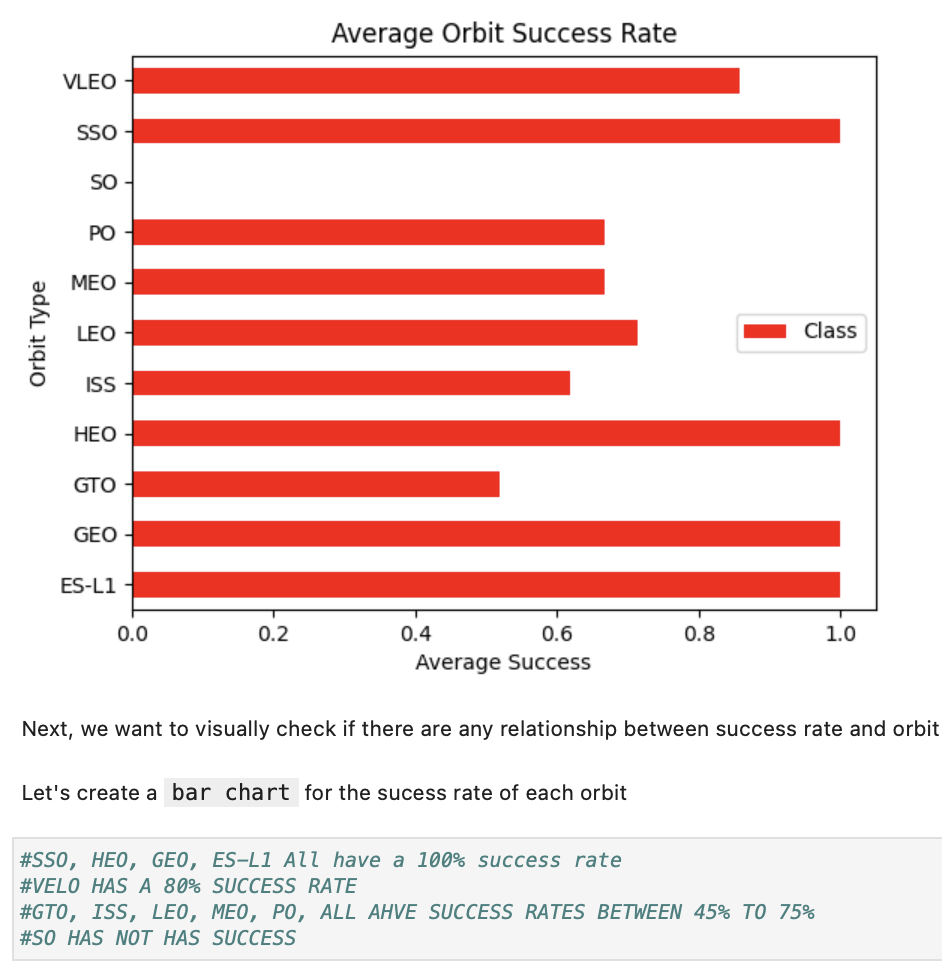 Average Orbit Success Rate
VLEO
SSO
SO
PO
MEO
LEO
ISS
HEO
GTO
GEO
ES-L1
Orbit Type
Class
0.0 0.2 0.4 0.6 0.8 1.0
Average Success
Next, we want to visually check if there are any relationship between success rate and orbit
Let's create a bar chart for the sucess rate of each orbit
#SSO, HEO, GEO, ES-L1 All have a 100% success rate
#VELO HAS A 80% SUCCESS RATE
#GTO, ISS, LEO, MEO, PO, ALL AHVE SUCCESS RATES BETWEEN 45% TO 75%
#SO HAS NOT HAS SUCCESS